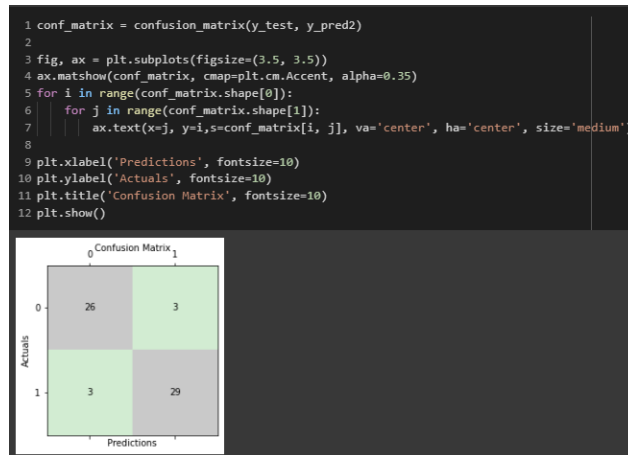 1 conf_matrix = confusion_matrix(y_test, y_pred2)
2
3 fig, ax = plt.subplots(figsize=(3.5, 3.5))
4 ax.matshow(conf_matrix, cmap=plt.cm.Accent, alpha=0.35)
5 for i in range(conf_matrix.shape[0]):
6     for j in range(conf_matrix.shape[1]):
7         ax.text(x=j, y=i,s=conf_matrix[i, j], va='center', ha='center', size='medium')
8
9 plt.xlabel('Predictions', fontsize=10)
10 plt.ylabel('Actuals', fontsize=10)
11 plt.title('Confusion Matrix', fontsize=10)
12 plt.show()
Confusion Matrix
0 1
0 26 3
Actuals
1 3 29
Predictions